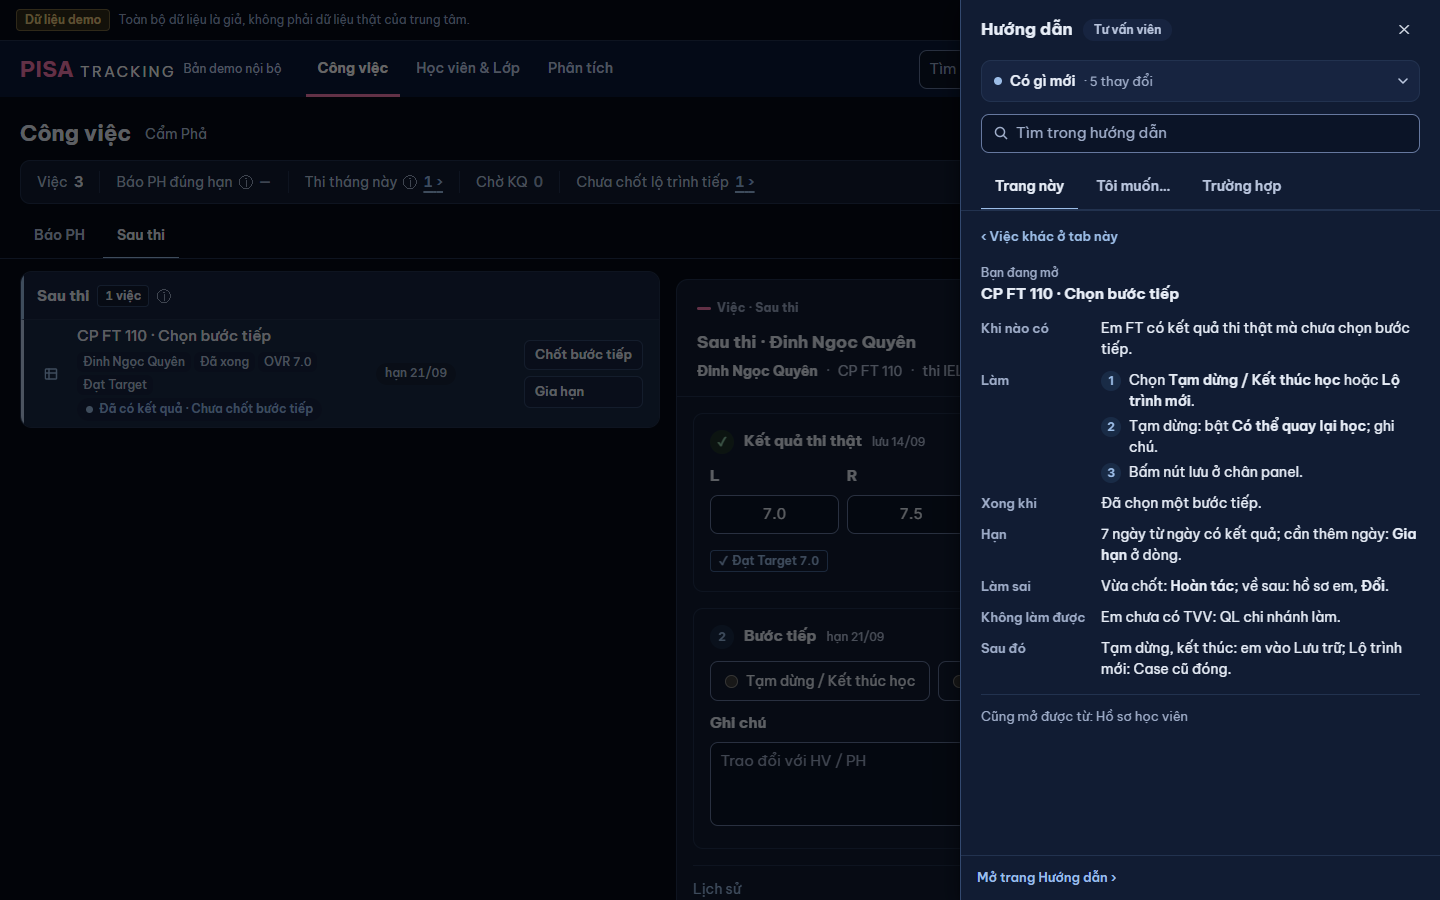 Dữ liệu demo Toàn bộ dữ liệu là giả, không phải dữ liệu thật của trung tâm.
PISA TRACKING Bản demo nội bộ Công việc Học viên & Lớp Phân tích Tìm
Công việc Cẩm Phả
Việc 3 Báo PH đúng hạn — Thi tháng này 1 › Chờ KQ 0 Chưa chốt lộ trình tiếp 1 ›
Báo PH Sau thi
Sau thi 1 việc
CP FT 110 · Chọn bước tiếp
Đinh Ngọc Quyên Đã xong OVR 7.0
Đạt Target
Đã có kết quả · Chưa chốt bước tiếp
hạn 21/09
Chốt bước tiếp
Gia hạn
Việc · Sau thi
Sau thi · Đinh Ngọc Quyên
Đinh Ngọc Quyên · CP FT 110 · thi IEL
Kết quả thi thật lưu 14/09
L R
7.0 7.5
✓ Đạt Target 7.0
2 Bước tiếp hạn 21/09
Tạm dừng / Kết thúc học
Ghi chú
Trao đổi với HV / PH
Lịch sử
Hướng dẫn Tư vấn viên
Có gì mới · 5 thay đổi
Tìm trong hướng dẫn
Trang này Tôi muốn... Trường hợp
‹ Việc khác ở tab này
Bạn đang mở
CP FT 110 · Chọn bước tiếp
Khi nào có Em FT có kết quả thi thật mà chưa chọn bước
tiếp.
Làm 1 Chọn Tạm dừng / Kết thúc học hoặc Lộ
trình mới.
2 Tạm dừng: bật Có thể quay lại học; ghi
chú.
3 Bấm nút lưu ở chân panel.
Xong khi Đã chọn một bước tiếp.
Hạn 7 ngày từ ngày có kết quả; cần thêm ngày: Gia
hạn ở dòng.
Làm sai Vừa chốt: Hoàn tác; về sau: hồ sơ em, Đổi.
Không làm được Em chưa có TVV: QL chi nhánh làm.
Sau đó Tạm dừng, kết thúc: em vào Lưu trữ; Lộ trình
mới: Case cũ đóng.
Cũng mở được từ: Hồ sơ học viên
Mở trang Hướng dẫn ›